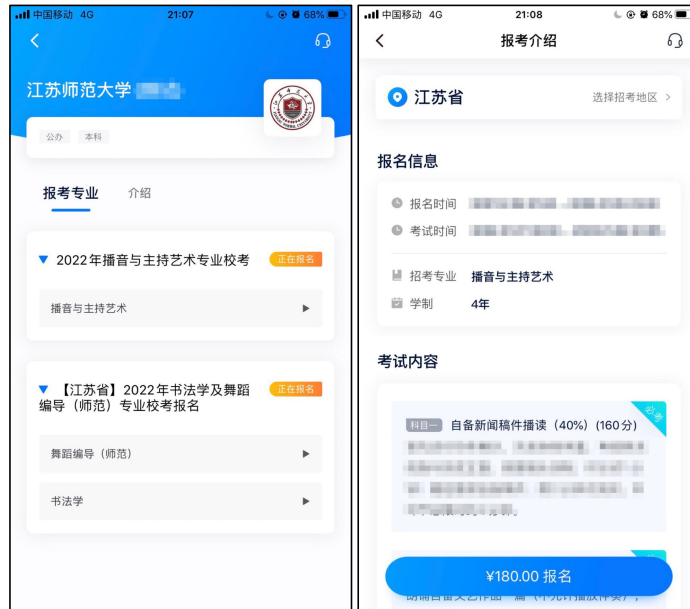 中国移动 4G 21:07 68%
江苏师范大学
公办 本科
报考专业 介绍
2022年播音与主持艺术专业校考 正在报名
播音与主持艺术
【江苏省】2022年书法学及舞蹈 正在报名
编导（师范）专业校考报名
舞蹈编导（师范）
书法学
中国移动 4G 21:08 68%
报考介绍
江苏省 选择招考地区
报名信息
报名时间
考试时间
招考专业 播音与主持艺术
学制 4年
考试内容
必考
科目一 自备新闻稿件播读（40%）(160分)
¥180.00 报名